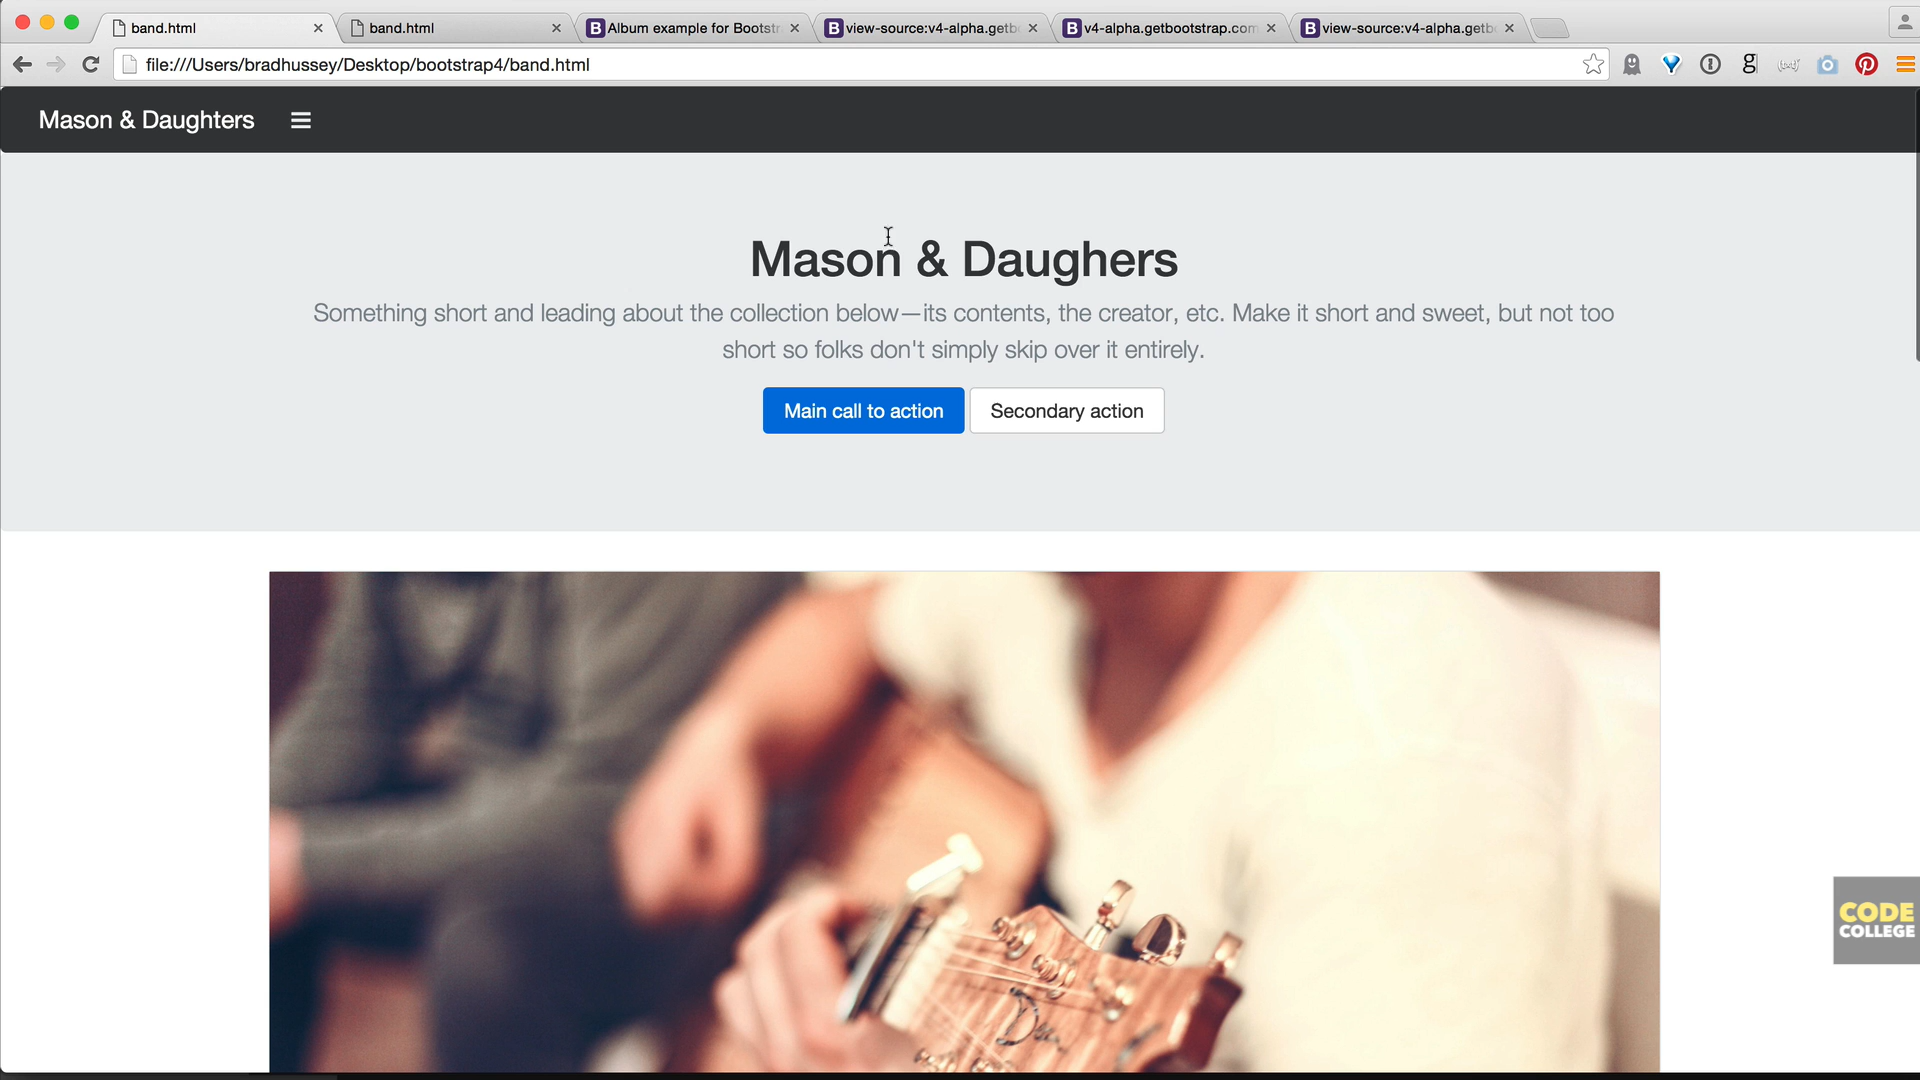 band.html
band.html
Album example for Bootstr
view-source:v4-alpha.getb
v4-alpha.getbootstrap.com
view-source:v4-alpha.getb
file:///Users/bradhussey/Desktop/bootstrap4/band.html
Mason & Daughters
Mason & Daughers
Something short and leading about the collection below—its contents, the creator, etc. Make it short and sweet, but not too
short so folks don't simply skip over it entirely.
Main call to action
Secondary action
CODE
COLLEGE